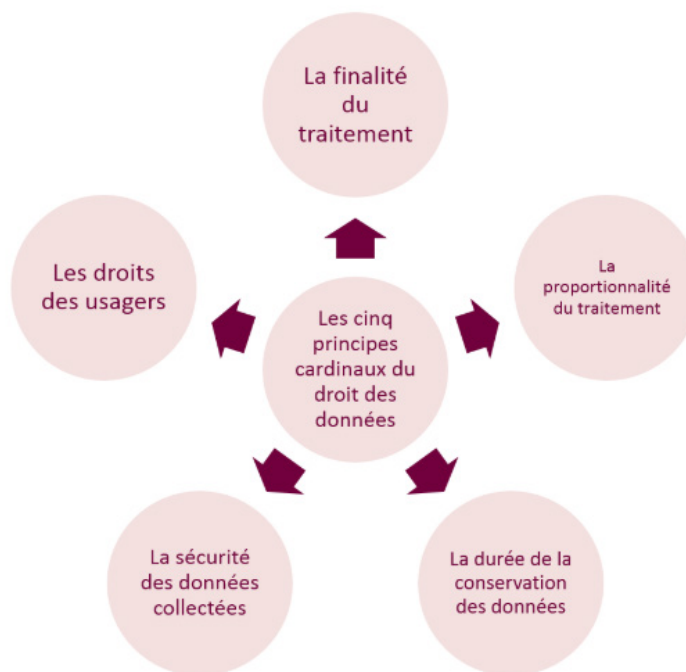 La finalité
du
traitement
Les droits
des usagers
La
proportionnalité
du traitement
Les cinq
principes
cardinaux du
droit des
données
La sécurité
des données
collectées
La durée de la
conservation
des données